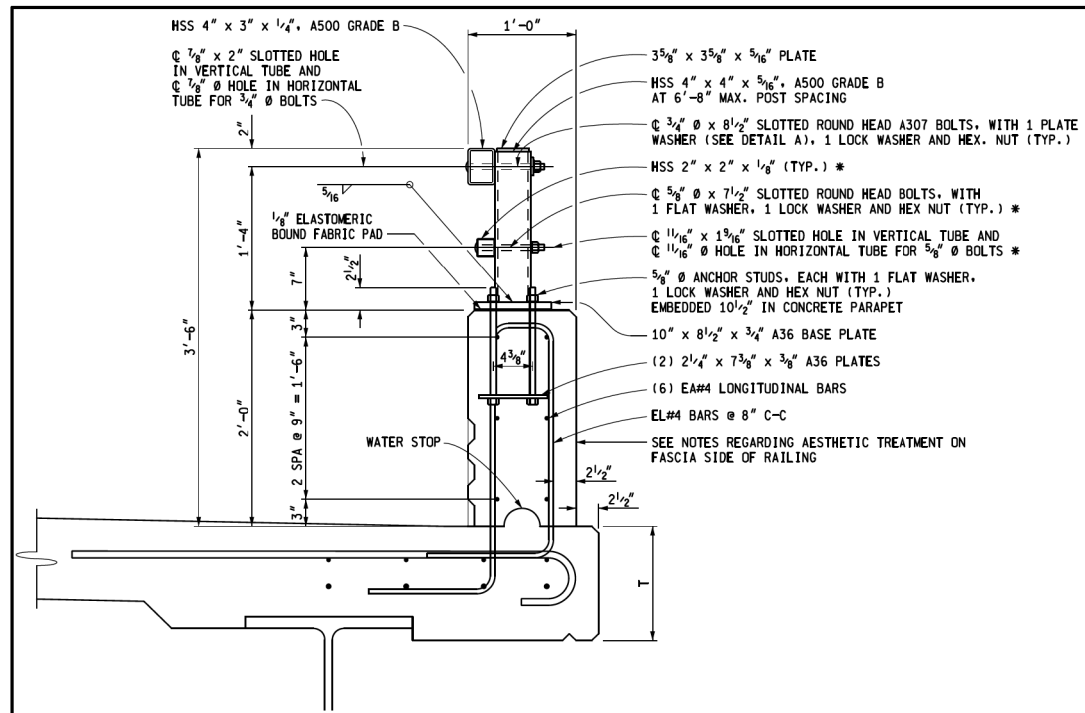 HSS 4" x 3" x 1/4", A500 GRADE B
℄ 7/8" x 2" SLOTTED HOLE
IN VERTICAL TUBE AND
℄ 7/8" Ø HOLE IN HORIZONTAL
TUBE FOR 3/4" Ø BOLTS
1'-0"
3 5/8" x 3 5/8" x 5/16" PLATE
HSS 4" x 4" x 5/16", A500 GRADE B
AT 6'-8" MAX. POST SPACING
℄ 3/4" Ø x 8 1/2" SLOTTED ROUND HEAD A307 BOLTS, WITH 1 PLATE
WASHER (SEE DETAIL A), 1 LOCK WASHER AND HEX. NUT (TYP.)
HSS 2" x 2" x 1/8" (TYP.) *
℄ 5/8" Ø x 7 1/2" SLOTTED ROUND HEAD BOLTS, WITH
1 FLAT WASHER, 1 LOCK WASHER AND HEX NUT (TYP.) *
℄ 11/16" x 1 9/16" SLOTTED HOLE IN VERTICAL TUBE AND
℄ 11/16" Ø HOLE IN HORIZONTAL TUBE FOR 5/8" Ø BOLTS *
5/8" Ø ANCHOR STUDS, EACH WITH 1 FLAT WASHER,
1 LOCK WASHER AND HEX NUT (TYP.)
EMBEDDED 10 1/2" IN CONCRETE PARAPET
10" x 8 1/2" x 3/4" A36 BASE PLATE
(2) 2 1/4" x 7 3/8" x 3/8" A36 PLATES
(6) EA#4 LONGITUDINAL BARS
EL#4 BARS @ 8" C-C
SEE NOTES REGARDING AESTHETIC TREATMENT ON
FASCIA SIDE OF RAILING
2"
5/16
1/8" ELASTOMERIC
BOUND FABRIC PAD
1'-4"
2 1/2"
7"
3'-6"
3"
4 3/8"
2'-0"
2 SPA @ 9" = 1'-6"
WATER STOP
3"
2 1/2"
2 1/2"
T